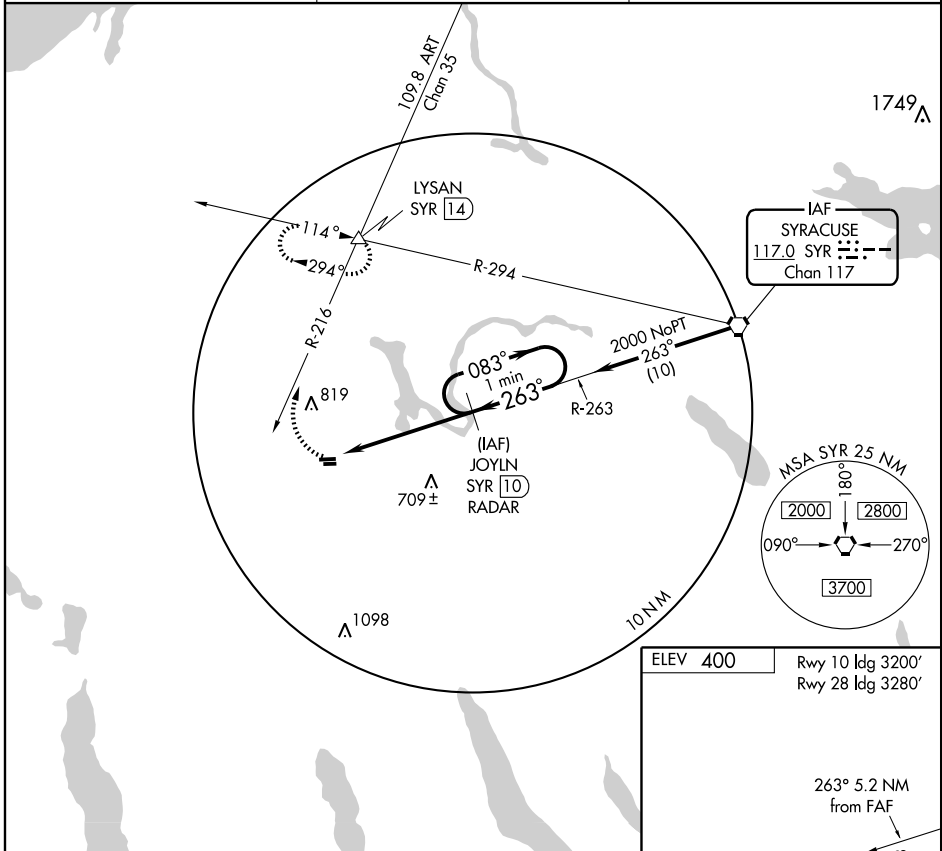 109.8 ART
Chan 35
1749
LYSAN
SYR 14
IAF
SYRACUSE
117.0 SYR
Chan 117
114°
294°
R-294
R-216
2000 NoPT
263°
(10)
083°
1 min
263°
R-263
819
(IAF)
JOYLN
SYR 10
RADAR
709 ±
MSA SYR 25 NM
180°
2000
2800
090°
270°
3700
1098
10 NM
ELEV 400
Rwy 10 ldg 3200'
Rwy 28 ldg 3280'
263° 5.2 NM
from FAF